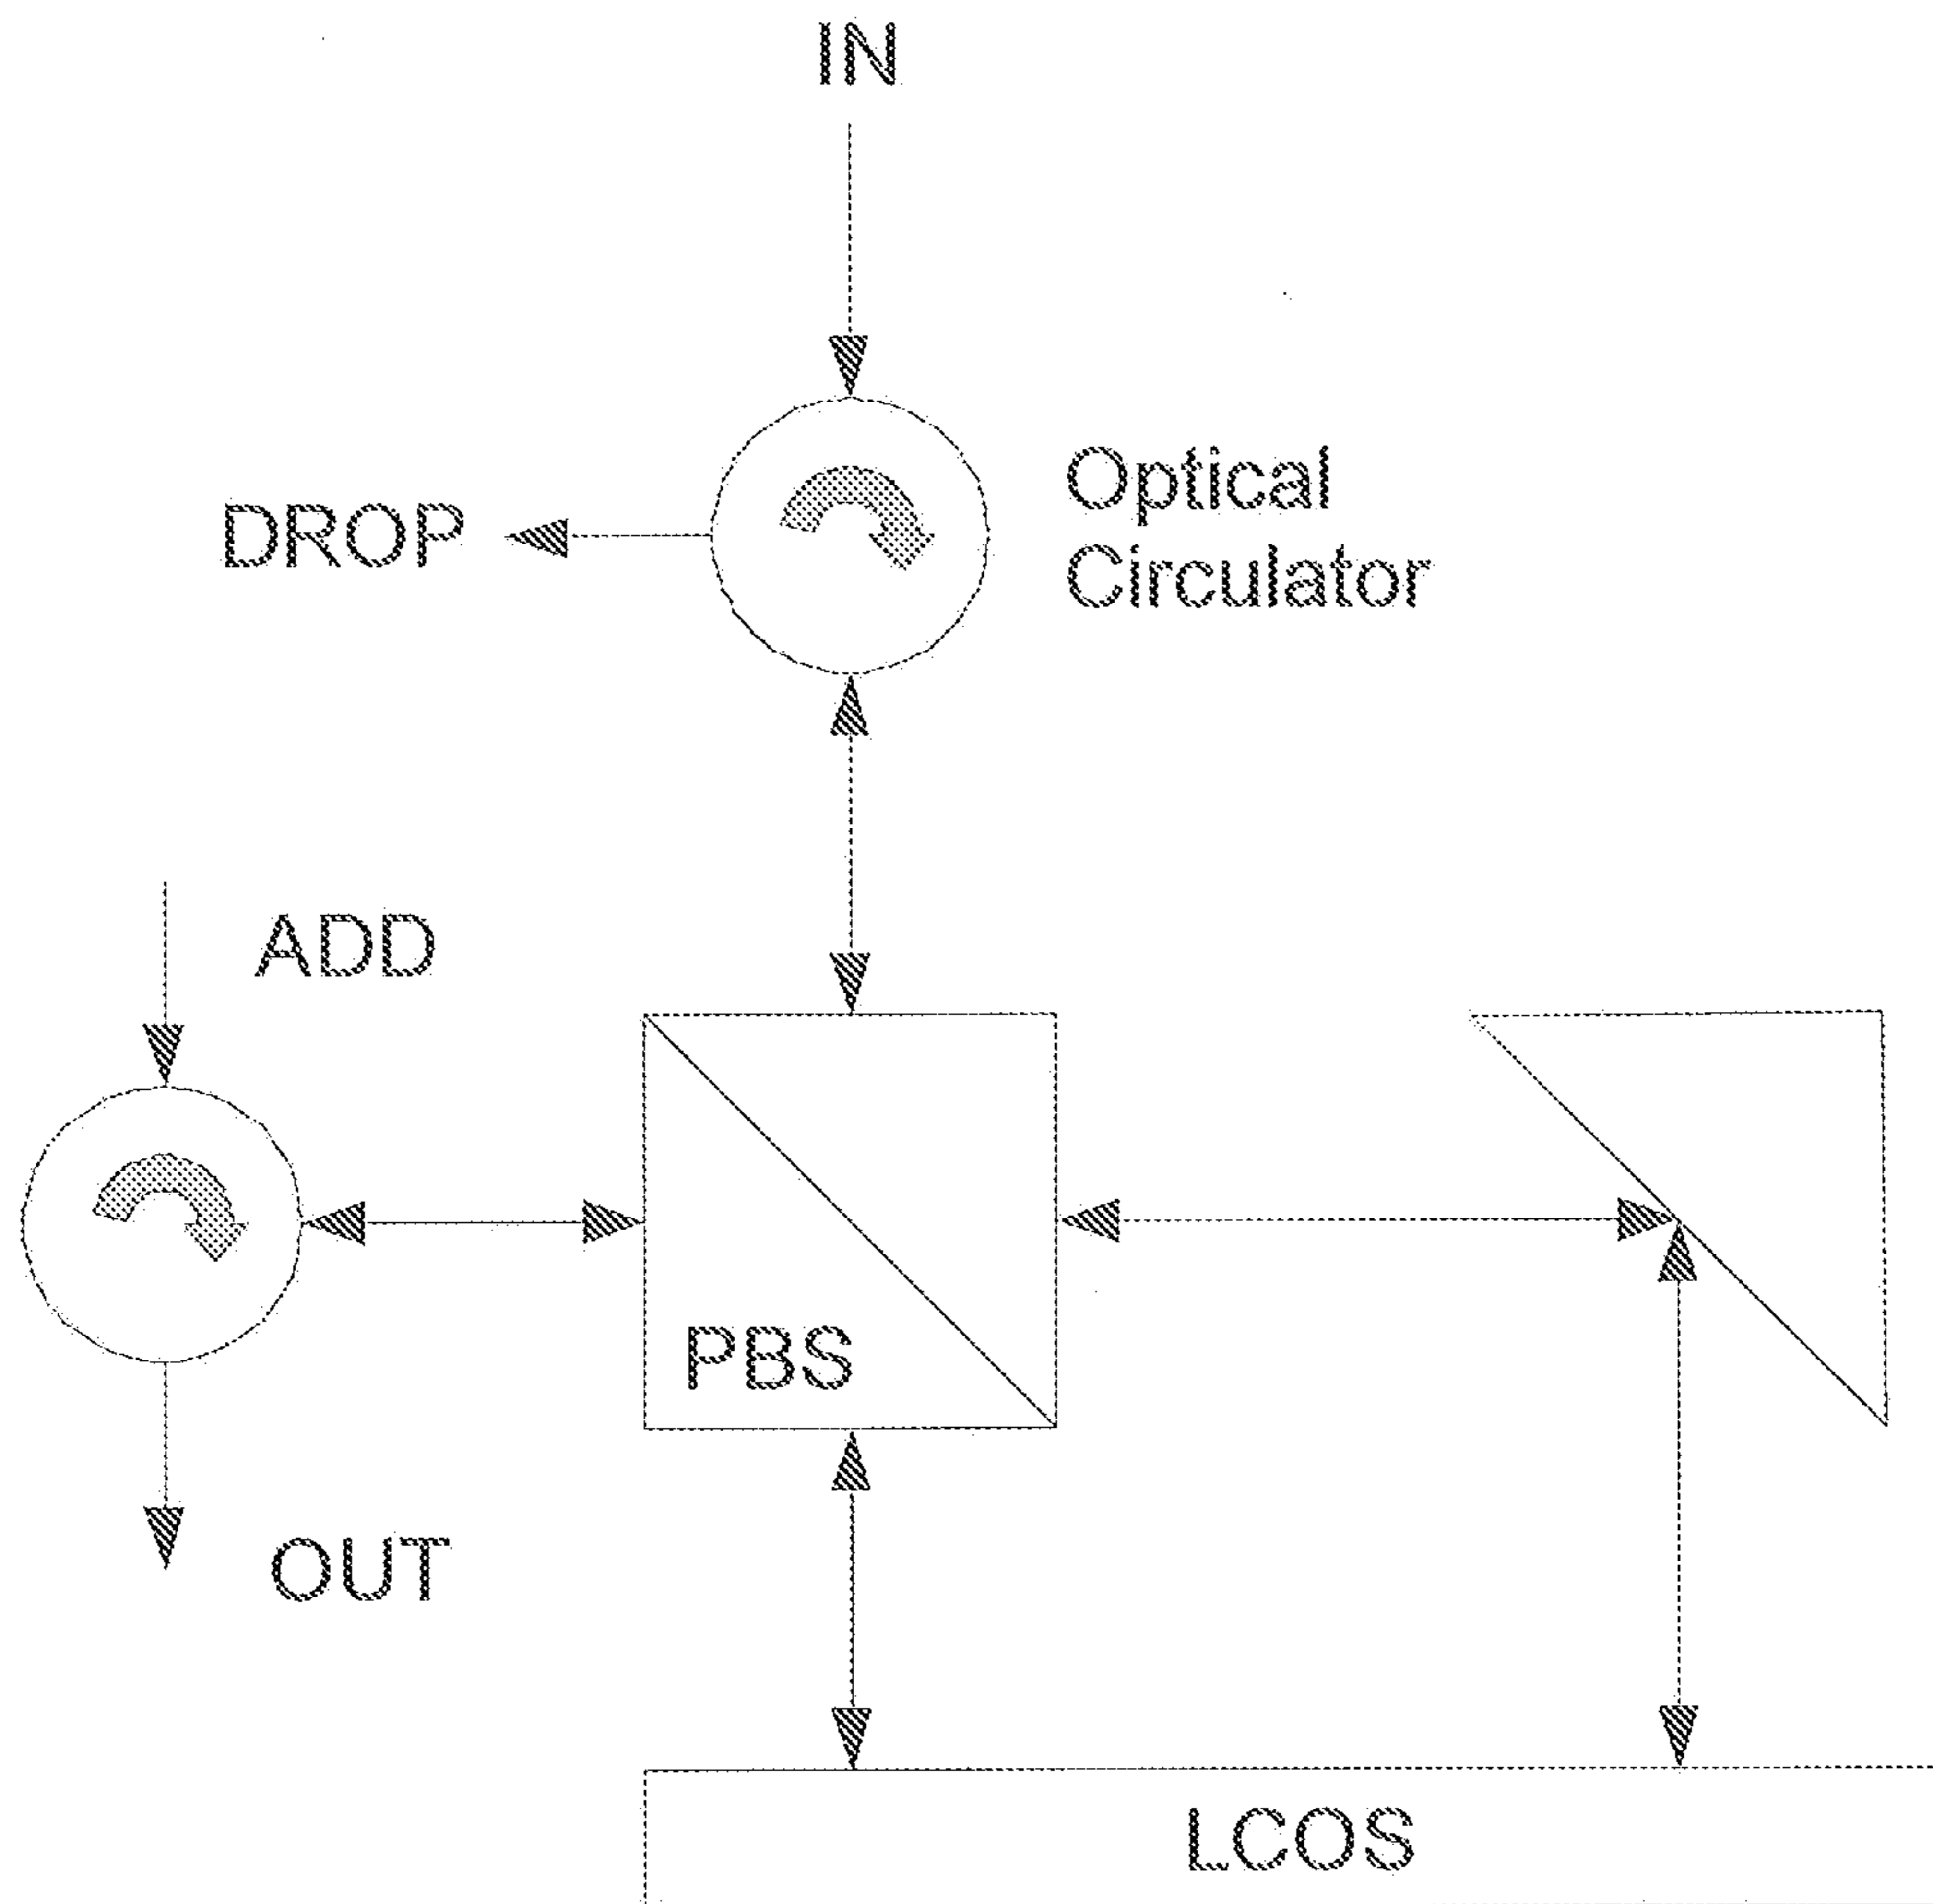 IN
Optical
Circulator
DROP
ADD
PBS
OUT
LCOS